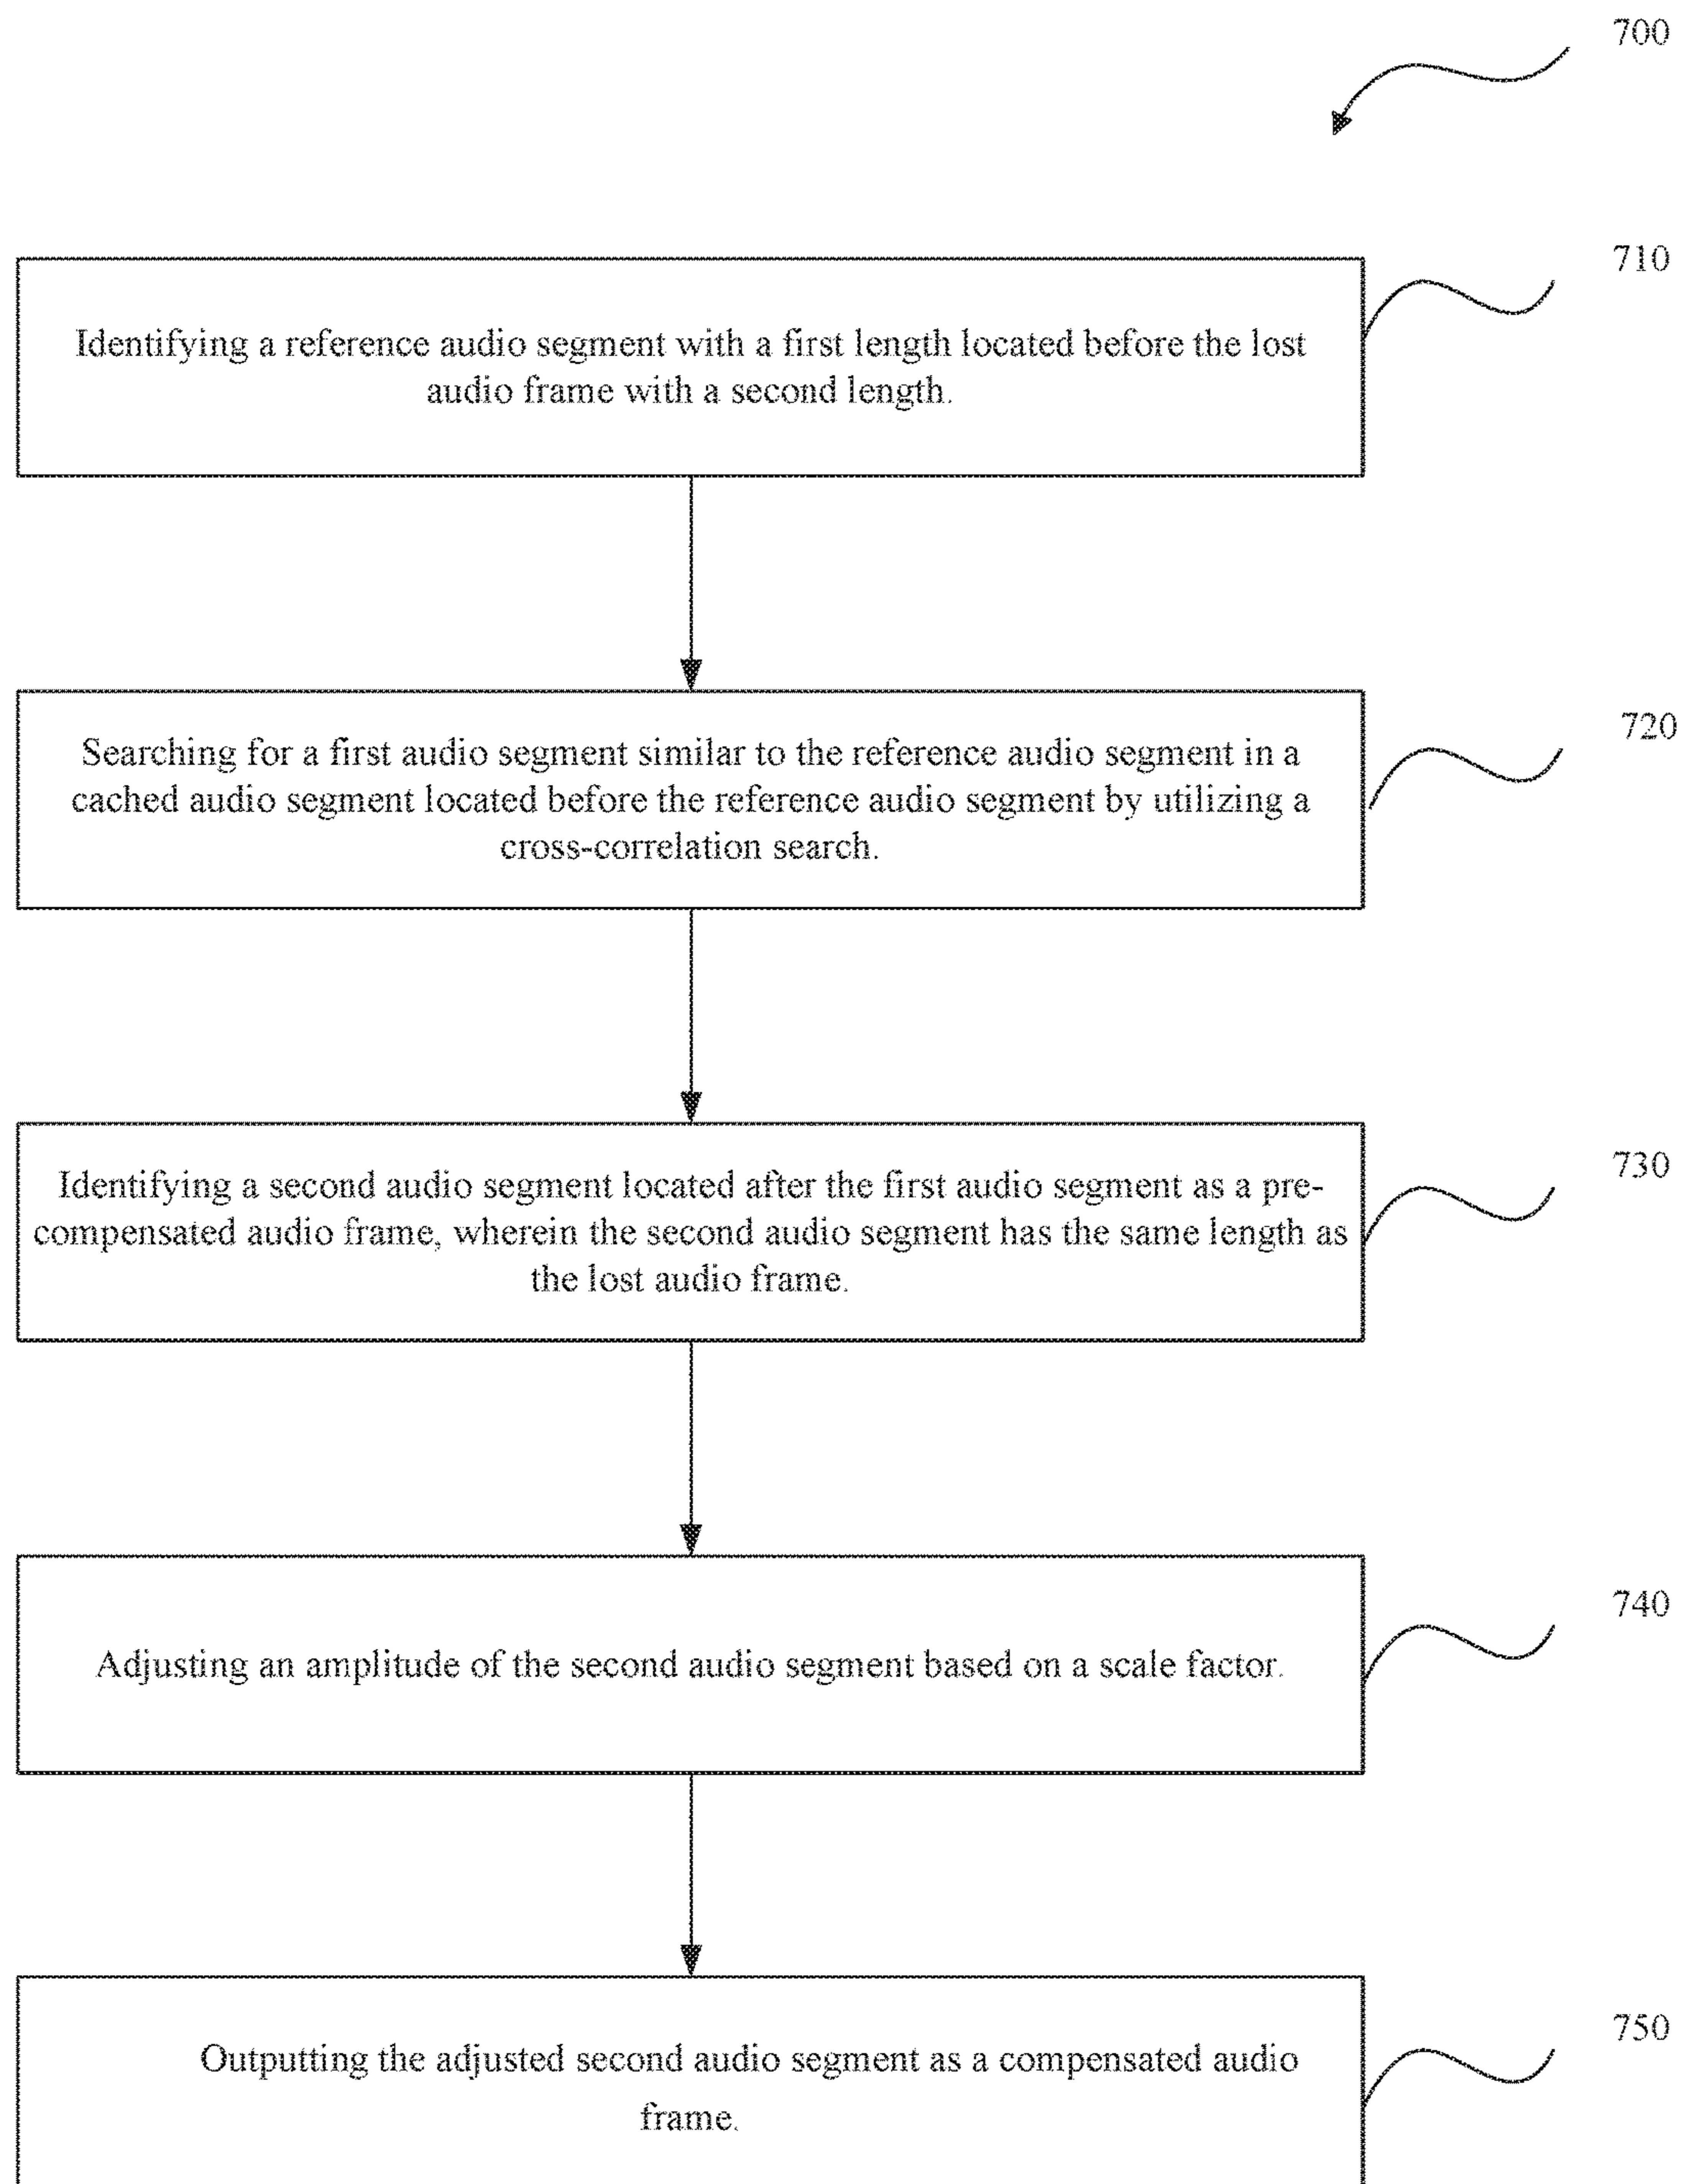 700
710
Identifying a reference audio segment with a first length located before the lost
audio frame with a second length.
720
Searching for a first audio segment similar to the reference audio segment in a
cached audio segment located before the reference audio segment by utilizing a
cross-correlation search.
730
Identifying a second audio segment located after the first audio segment as a pre-
compensated audio frame, wherein the second audio segment has the same length as
the lost audio frame.
740
Adjusting an amplitude of the second audio segment based on a scale factor.
750
Outputting the adjusted second audio segment as a compensated audio
frame.